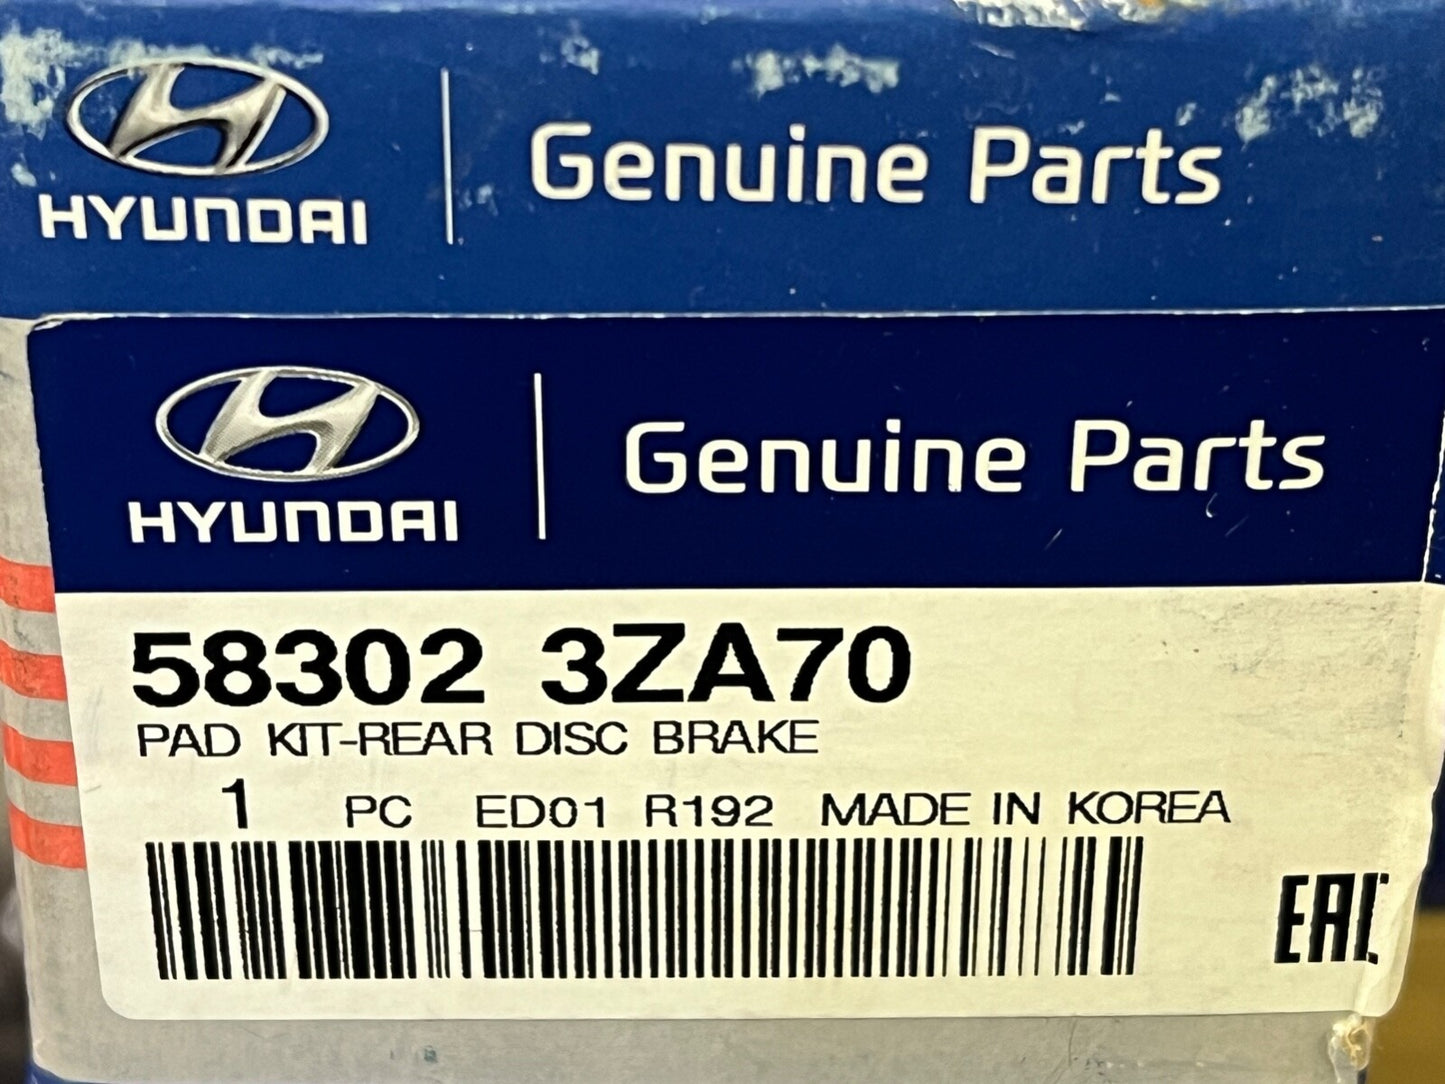 HYUNDAI Genuine Parts
HYUNDAI Genuine Parts
58302 3ZA70
PAD KIT-REAR DISC BRAKE
1 PC ED01 R192 MADE IN KOREA
EAC